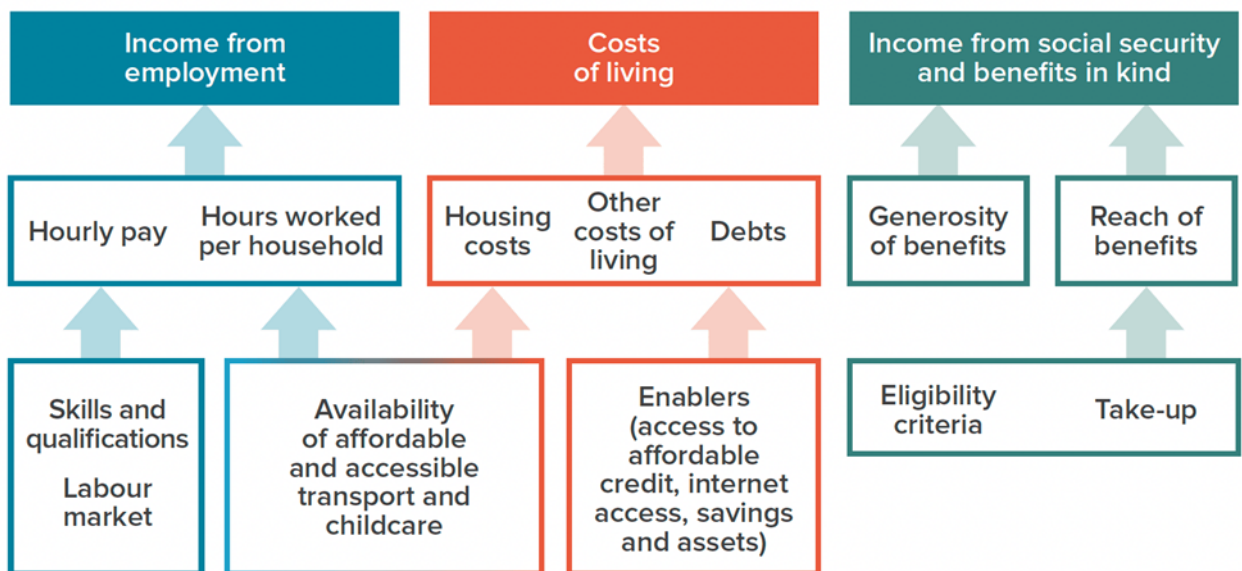 Income from
employment
Costs
of living
Income from social security
and benefits in kind
Hourly pay
Hours worked
per household
Housing
costs
Other
costs of
living
Debts
Generosity
of benefits
Reach of
benefits
Skills and
qualifications
Labour
market
Availability
of affordable
and accessible
transport and
childcare
Enablers
(access to
affordable
credit, internet
access, savings
and assets)
Eligibility
criteria
Take-up